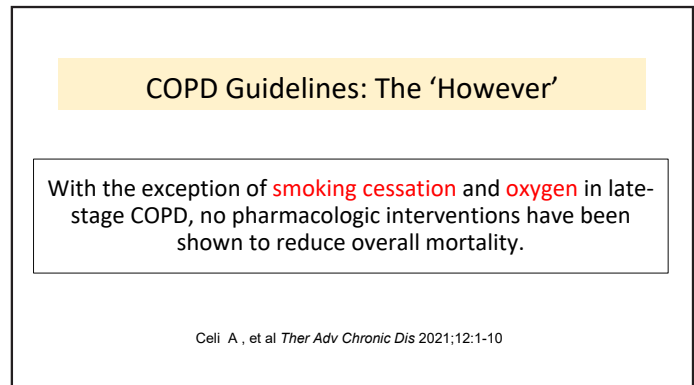 COPD Guidelines: The ‘However’
With the exception of smoking cessation and oxygen in late-
stage COPD, no pharmacologic interventions have been
shown to reduce overall mortality.
Celi A , et al Ther Adv Chronic Dis 2021;12:1-10